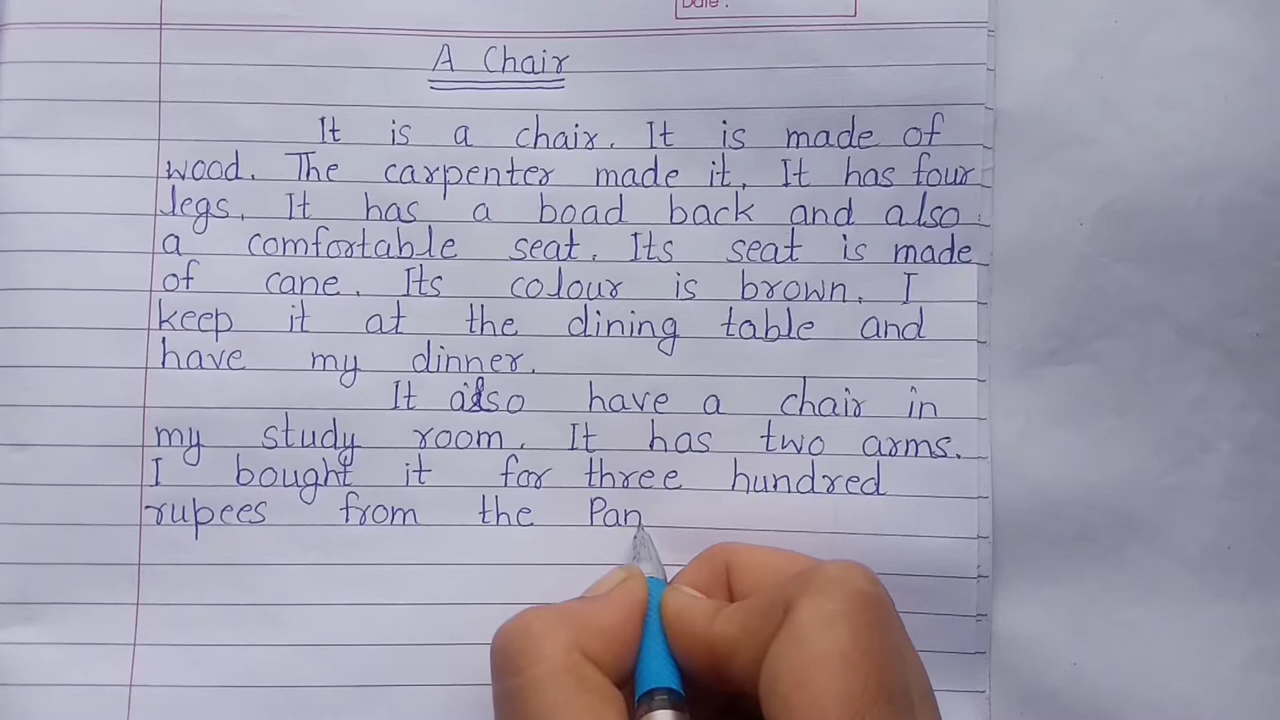 Date :
A Chair
It is a chair. It is made of
wood. The carpenter made it. It has four
legs. It has a boad back and also
a comfortable seat. Its seat is made
of cane. Its colour is brown. I
keep it at the dining table and
have my dinner.
It also have a chair in
my study room. It has two arms.
I bought it for three hundred
rupees from the Pan